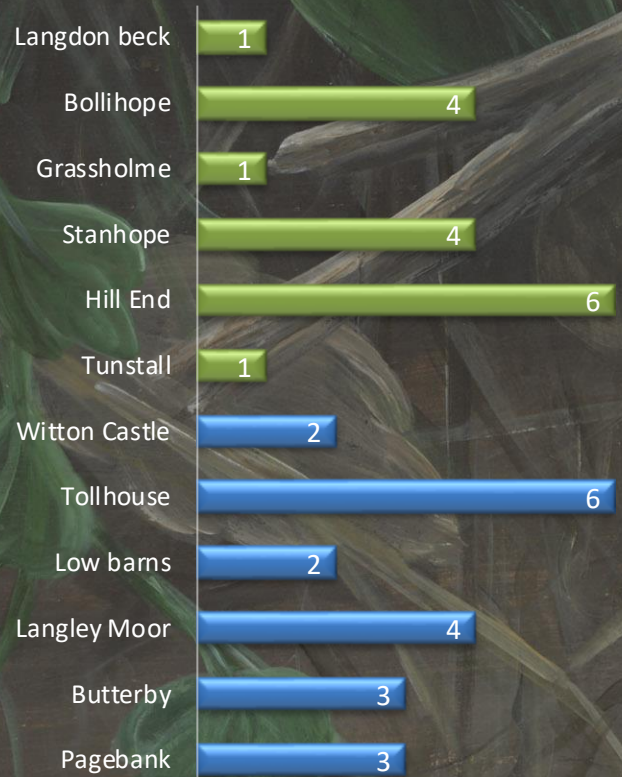 Langdon beck 1
Bollihope 4
Grassholme 1
Stanhope 4
Hill End 6
Tunstall 1
Witton Castle 2
Tollhouse 6
Low barns 2
Langley Moor 4
Butterby 3
Pagebank 3